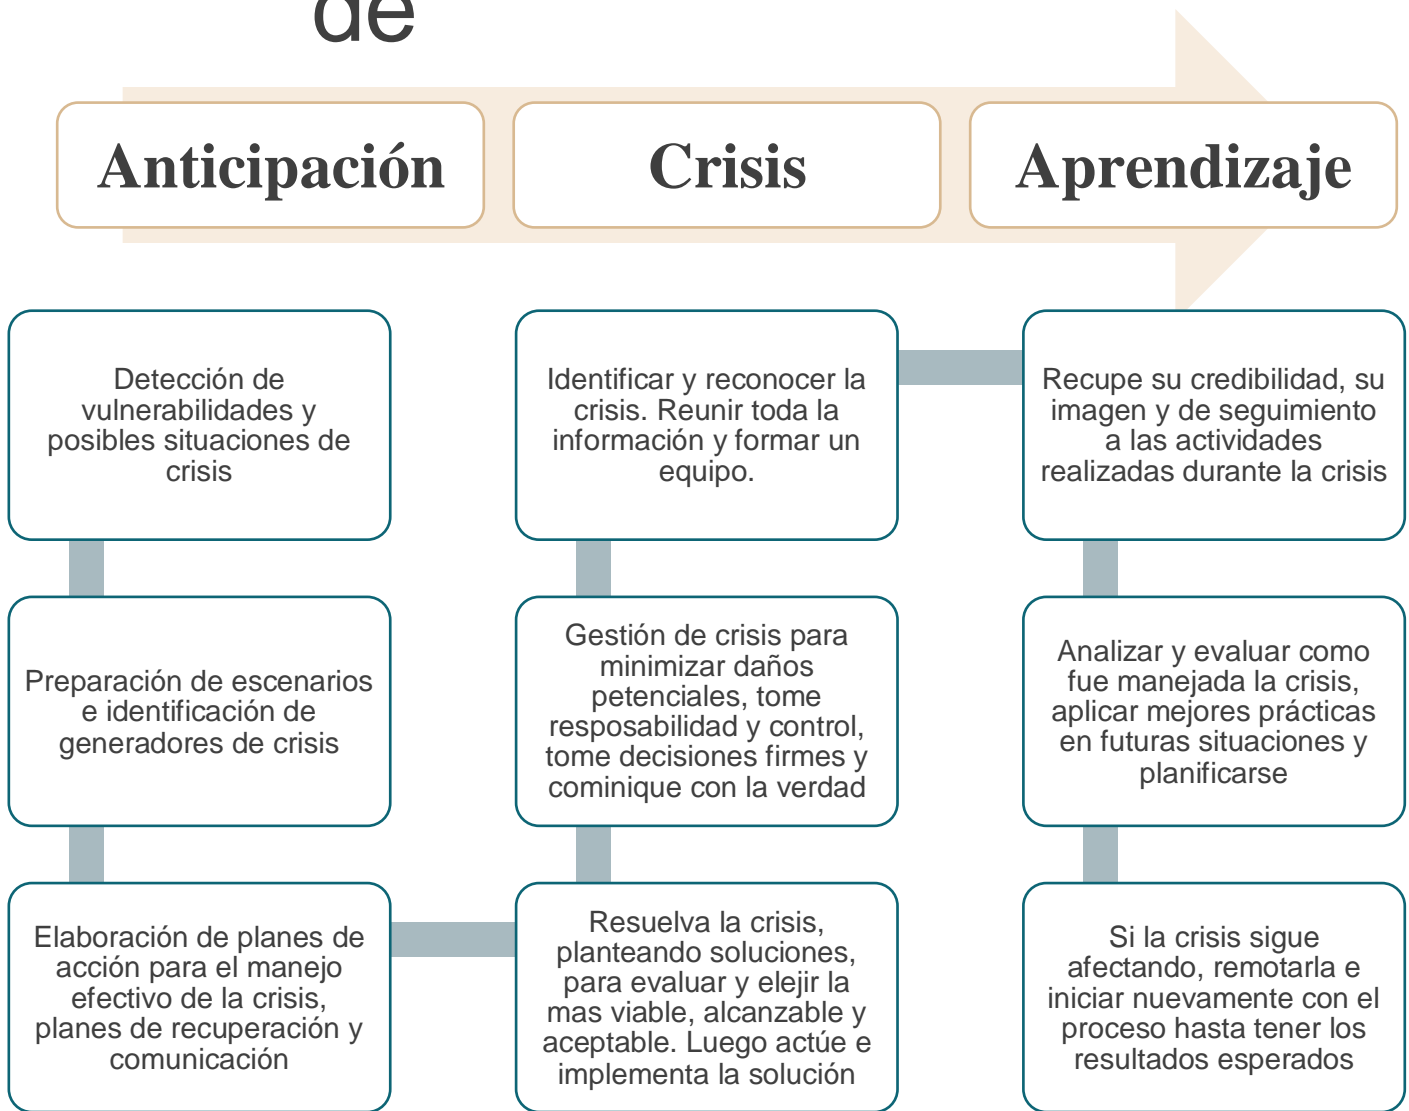 de
Anticipación
Crisis
Aprendizaje
Detección de
vulnerabilidades y
posibles situaciones de
crisis
Preparación de escenarios
e identificación de
generadores de crisis
Elaboración de planes de
acción para el manejo
efectivo de la crisis,
planes de recuperación y
comunicación
Identificar y reconocer la
crisis. Reunir toda la
información y formar un
equipo.
Gestión de crisis para
minimizar daños
petenciales, tome
resposabilidad y control,
tome decisiones firmes y
cominique con la verdad
Resuelva la crisis,
planteando soluciones,
para evaluar y elejir la
mas viable, alcanzable y
aceptable. Luego actúe e
implementa la solución
Recupe su credibilidad, su
imagen y de seguimiento
a las actividades
realizadas durante la crisis
Analizar y evaluar como
fue manejada la crisis,
aplicar mejores prácticas
en futuras situaciones y
planificarse
Si la crisis sigue
afectando, remotarla e
iniciar nuevamente con el
proceso hasta tener los
resultados esperados